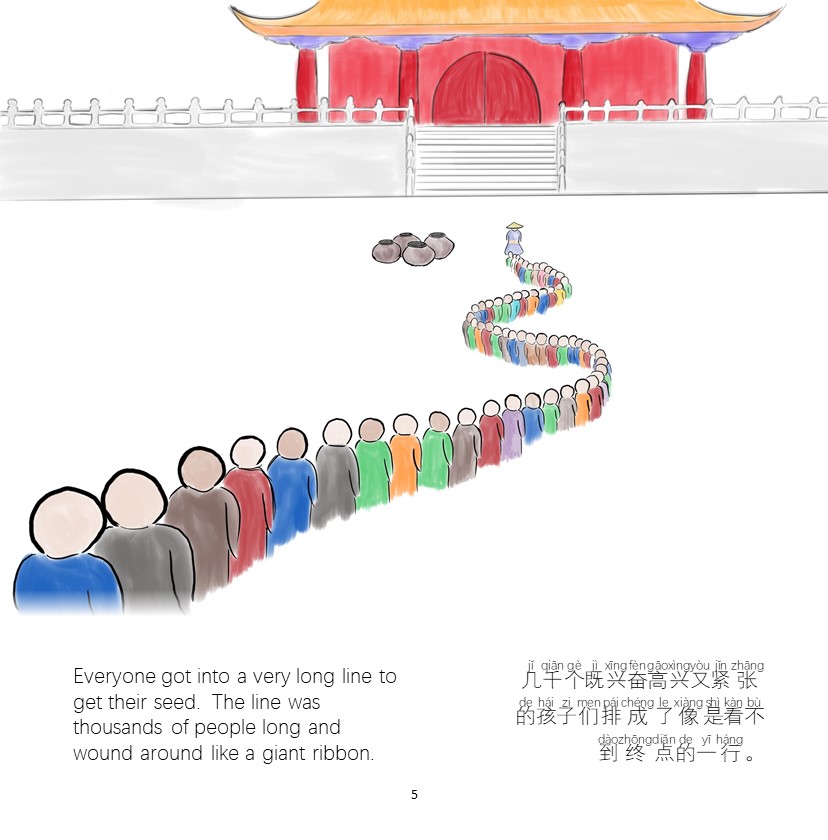 Everyone got into a very long line to
get their seed.  The line was
thousands of people long and
wound around like a giant ribbon.
jǐ qiān gè jì xīng fèn gāo xìng yòu jǐn zhāng
几千个既兴奋高兴又紧张
de hái zi men pái chéng le xiàng shì kàn bù
的孩子们排成了像是看不
dào zhōng diǎn de yī háng
到终点的一行。
5